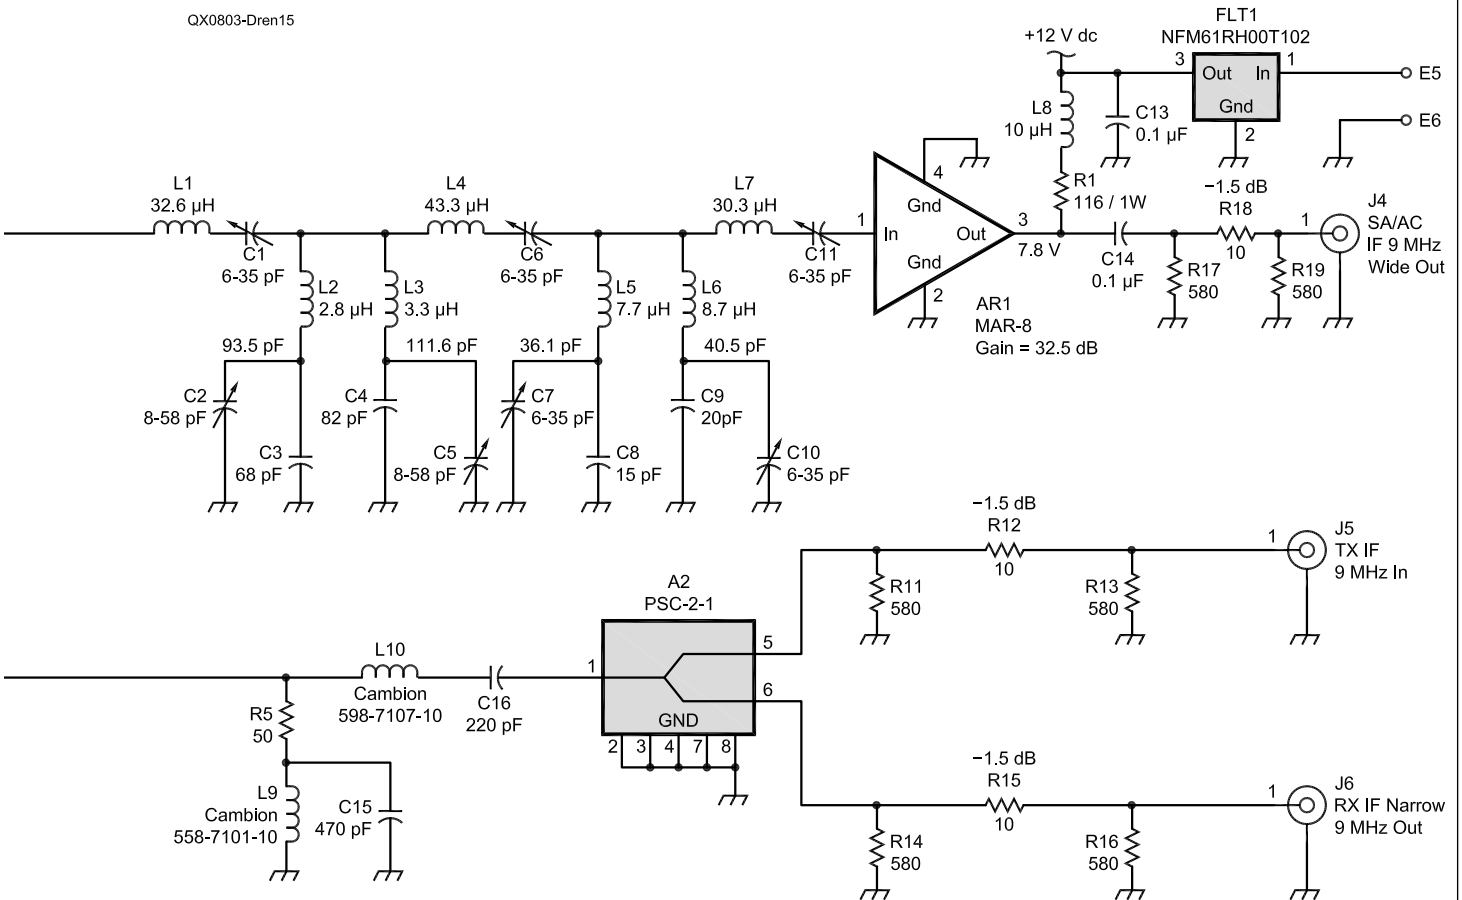 QX0803-Dren15
FLT1
NFM61RH00T102
+12 V dc
3
Out
In
1
Gnd
2
E5
E6
L8
10 µH
C13
0.1 µF
R1
116 / 1W
−1.5 dB
R18
10
1
J4
SA/AC
IF 9 MHz
Wide Out
L1
32.6 µH
C1
6-35 pF
L4
43.3 µH
C6
6-35 pF
L7
30.3 µH
C11
6-35 pF
1
In
4
Gnd
Out
3
7.8 V
Gnd
2
AR1
MAR-8
Gain = 32.5 dB
C14
0.1 µF
R17
580
R19
580
L2
2.8 µH
L3
3.3 µH
L5
7.7 µH
L6
8.7 µH
93.5 pF
111.6 pF
36.1 pF
40.5 pF
C2
8-58 pF
C4
82 pF
C7
6-35 pF
C9
20pF
C3
68 pF
C5
8-58 pF
C8
15 pF
C10
6-35 pF
−1.5 dB
R12
10
1
J5
TX IF
9 MHz In
R11
580
R13
580
A2
PSC-2-1
1
5
6
GND
2
3
4
7
8
L10
Cambion
598-7107-10
C16
220 pF
R5
50
L9
Cambion
558-7101-10
C15
470 pF
−1.5 dB
R15
10
1
J6
RX IF Narrow
9 MHz Out
R14
580
R16
580